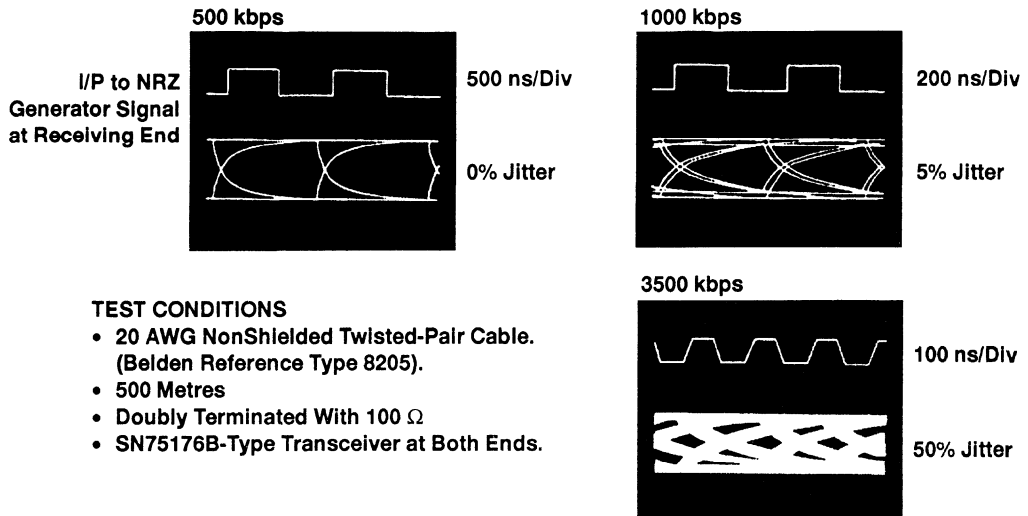 500 kbps
I/P to NRZ
Generator Signal
at Receiving End
500 ns/Div
0% Jitter
1000 kbps
200 ns/Div
5% Jitter
TEST CONDITIONS
• 20 AWG NonShielded Twisted-Pair Cable.
(Belden Reference Type 8205).
• 500 Metres
• Doubly Terminated With 100 Ω
• SN75176B-Type Transceiver at Both Ends.
3500 kbps
100 ns/Div
50% Jitter